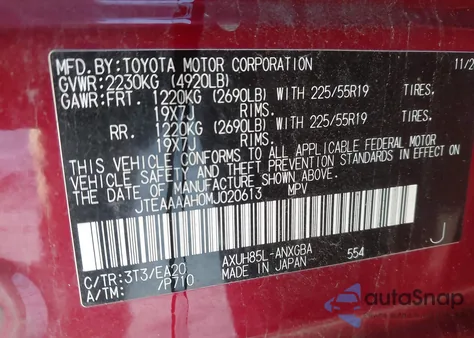 MFD.BY:TOYOTA MOTOR CORPORATION 11/2
GVWR:2230KG (4920LB)
GAWR:FRT. 1220KG (2690LB) WITH 225/55R19 TIRES,
19X7J RIMS.
RR. 1220KG (2690LB) WITH 225/55R19 TIRES,
19X7J RIMS.
THIS VEHICLE CONFORMS TO ALL APPLICABLE FEDERAL MOTOR
VEHICLE SAFETY AND THEFT PREVENTION STANDARDS IN EFFECT ON
THE DATE OF MANUFACTURE SHOWN ABOVE.
JTEAAAAH0MJ020613 MPV
C/TR:3T3/EA20 AXUH85L-ANXGBA 554 J
A/TM: /P710 MADE IN JAPAN
autoSnap